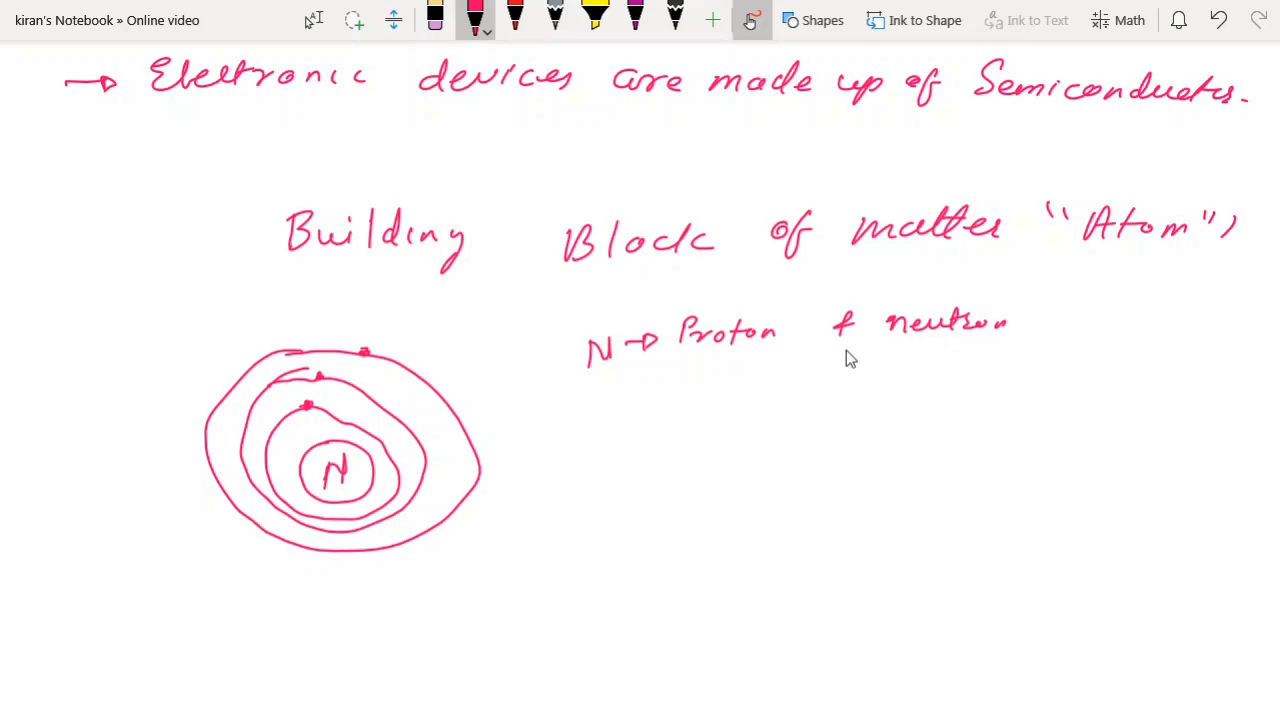 kiran's Notebook » Online video
Shapes Ink to Shape Ink to Text Math
→ Electronic devices are made up of Semiconductors.
Building Block of matter "Atom")
N → Proton & neutron
N